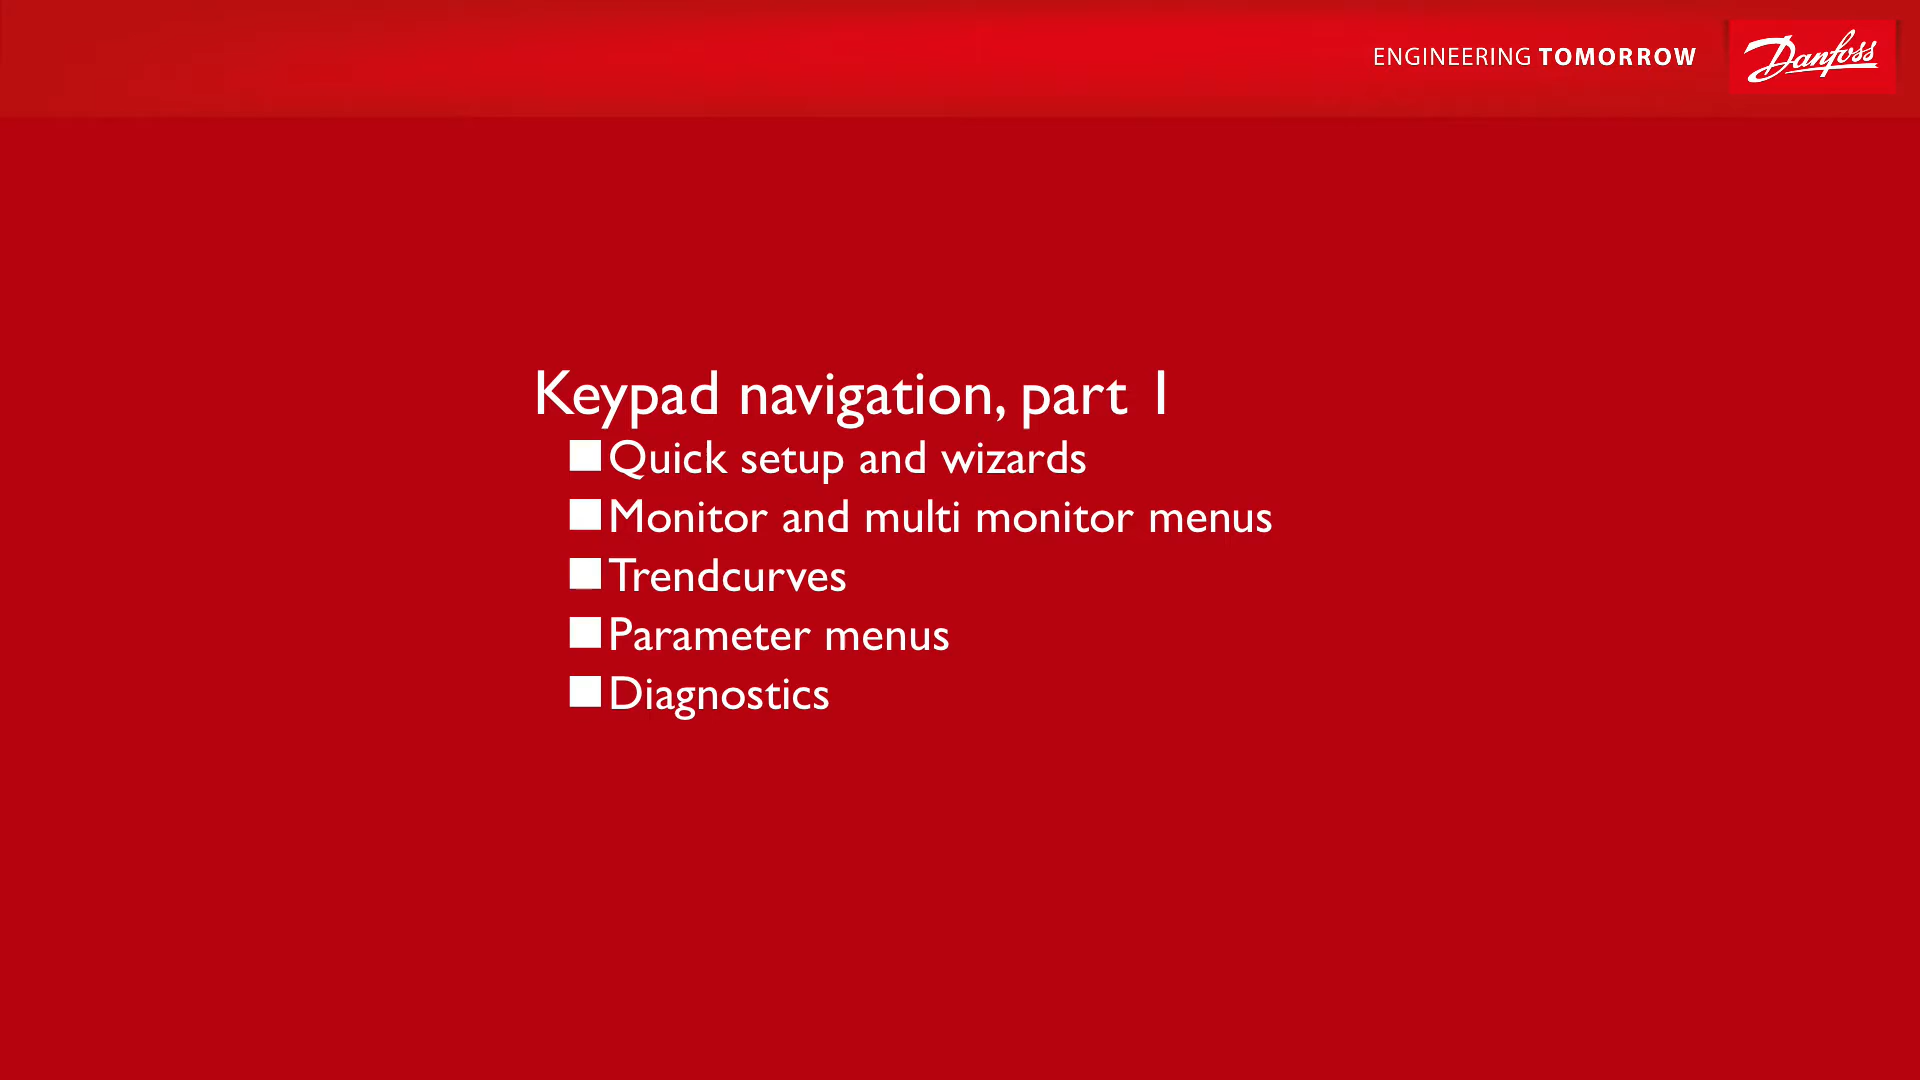 ENGINEERING TOMORROW
Danfoss
Keypad navigation, part 1
Quick setup and wizards
Monitor and multi monitor menus
Trendcurves
Parameter menus
Diagnostics